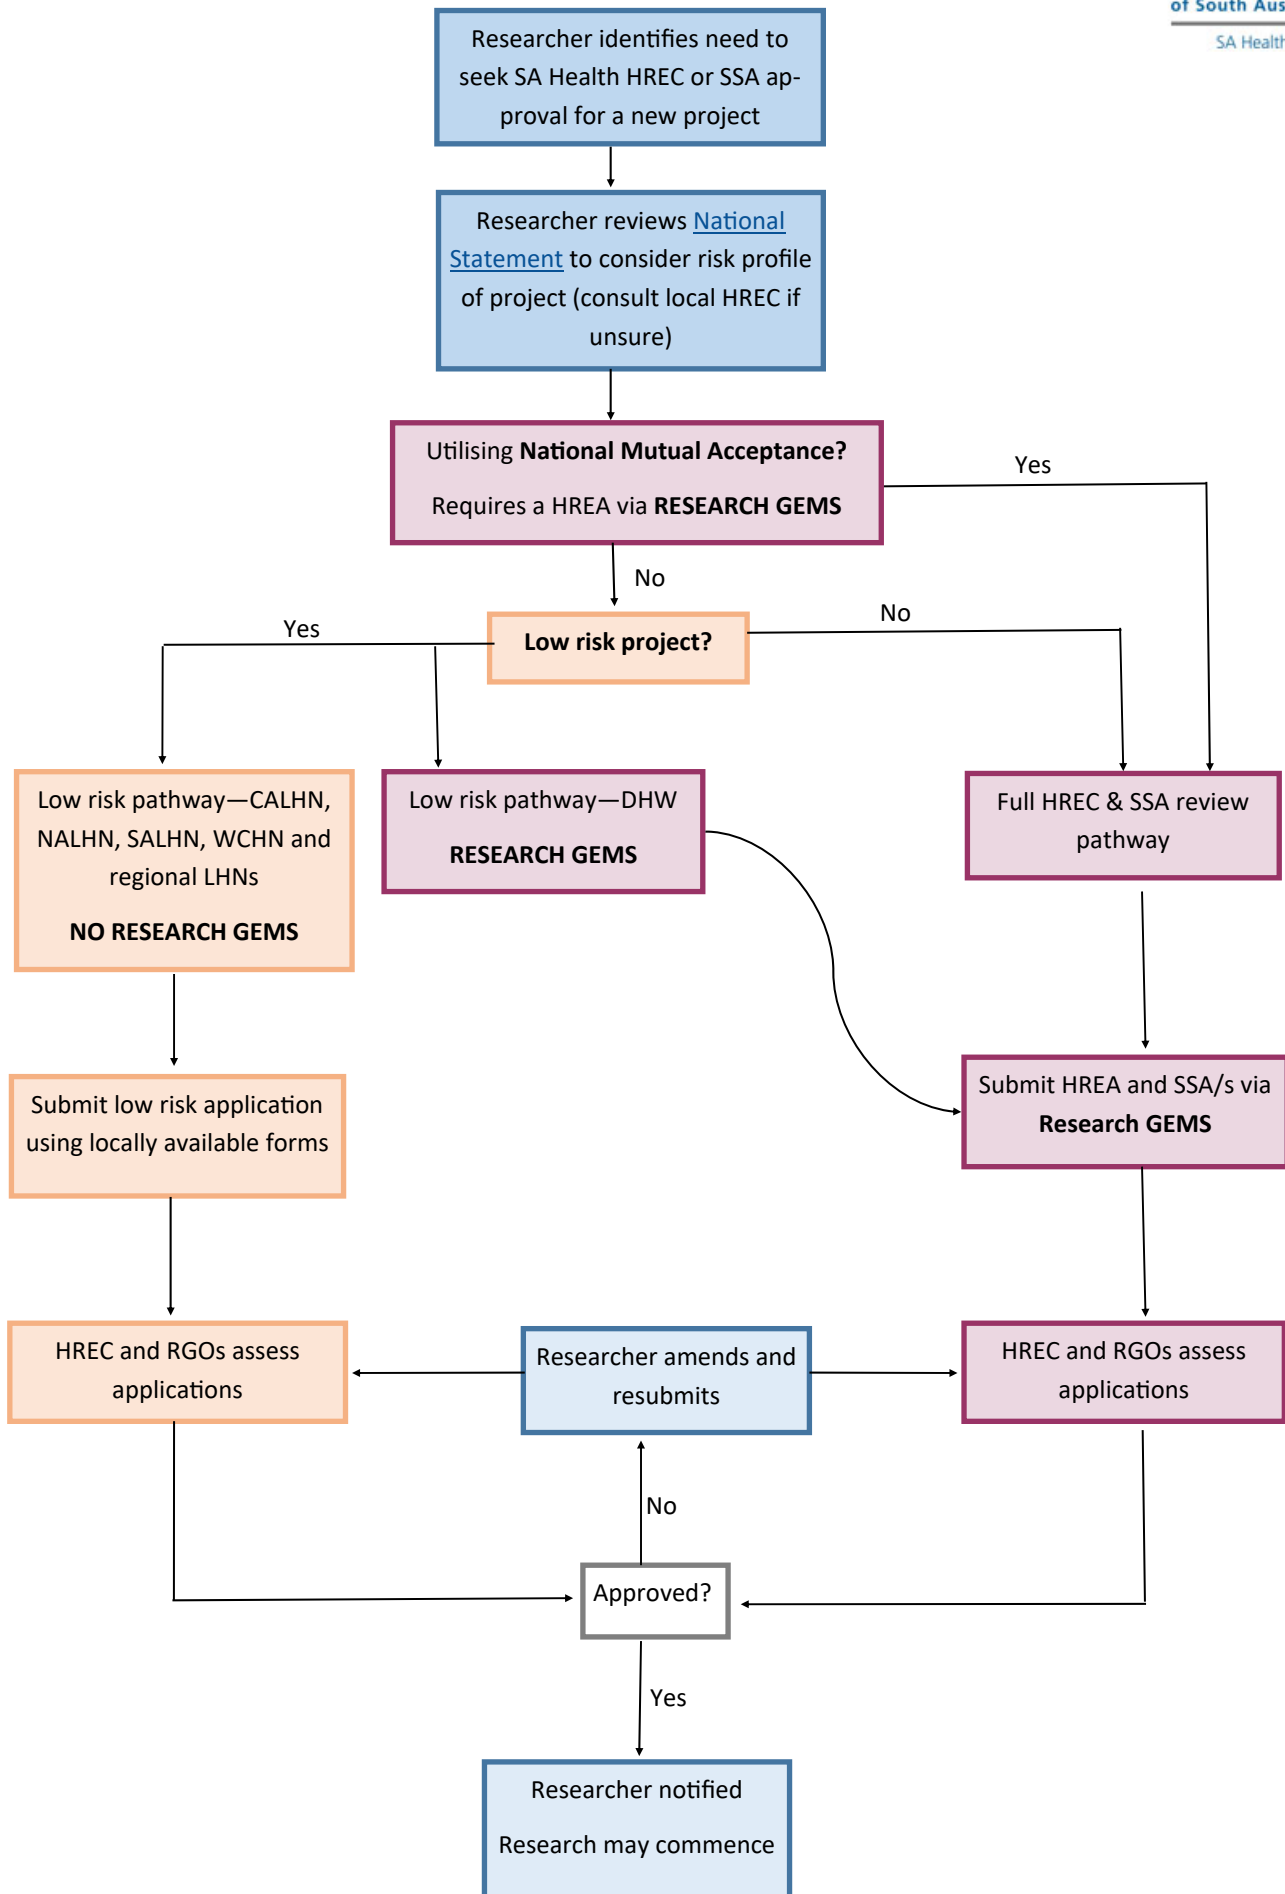 of South Aus
SA Health
Researcher identifies need to
seek SA Health HREC or SSA ap-
proval for a new project
Researcher reviews National
Statement to consider risk profile
of project (consult local HREC if
unsure)
Utilising National Mutual Acceptance?
Requires a HREA via RESEARCH GEMS
Yes
No
Yes
Low risk project?
No
Low risk pathway—CALHN,
NALHN, SALHN, WCHN and
regional LHNs
NO RESEARCH GEMS
Low risk pathway—DHW
RESEARCH GEMS
Full HREC & SSA review
pathway
Submit low risk application
using locally available forms
Submit HREA and SSA/s via
Research GEMS
HREC and RGOs assess
applications
Researcher amends and
resubmits
HREC and RGOs assess
applications
No
Approved?
Yes
Researcher notified
Research may commence